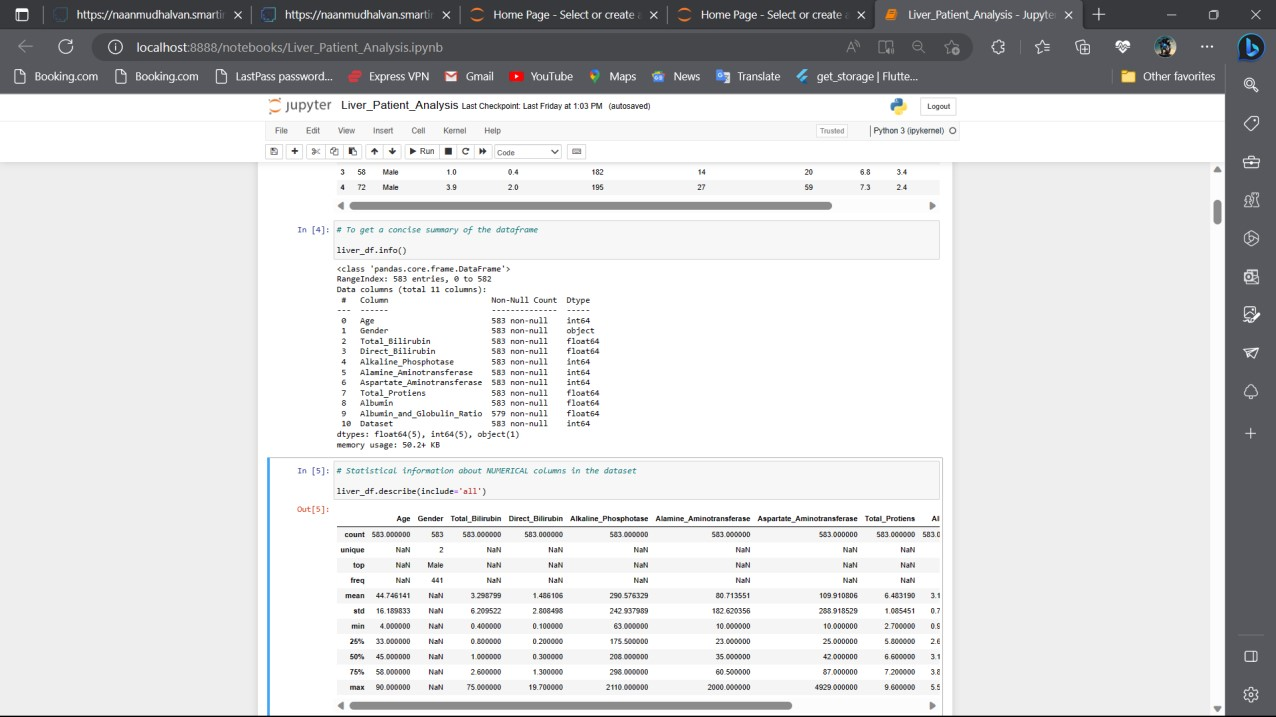 https://naanmudhalvan.smartin
https://naanmudhalvan.smartin
Home Page - Select or create a
Home Page - Select or create a
Liver_Patient_Analysis - Jupyte
localhost:8888/notebooks/Liver_Patient_Analysis.ipynb
Booking.com Booking.com LastPass password... Express VPN Gmail YouTube Maps News Translate get_storage | Flutte... Other favorites
jupyter Liver_Patient_Analysis Last Checkpoint: Last Friday at 1:03 PM (autosaved) Logout
File Edit View Insert Cell Kernel Help Trusted Python 3 (ipykernel)
Run Code
3 58 Male 1.0 0.4 182 14 20 6.8 3.4
4 72 Male 3.9 2.0 195 27 59 7.3 2.4
In [4]: # To get a concise summary of the dataframe
liver_df.info()
<class 'pandas.core.frame.DataFrame'>
RangeIndex: 583 entries, 0 to 582
Data columns (total 11 columns):
# Column Non-Null Count Dtype
--- ------ -------------- -----
0 Age 583 non-null int64
1 Gender 583 non-null object
2 Total_Bilirubin 583 non-null float64
3 Direct_Bilirubin 583 non-null float64
4 Alkaline_Phosphotase 583 non-null int64
5 Alamine_Aminotransferase 583 non-null int64
6 Aspartate_Aminotransferase 583 non-null int64
7 Total_Protiens 583 non-null float64
8 Albumin 583 non-null float64
9 Albumin_and_Globulin_Ratio 579 non-null float64
10 Dataset 583 non-null int64
dtypes: float64(5), int64(5), object(1)
memory usage: 50.2+ KB
In [5]: # Statistical information about NUMERICAL columns in the dataset
liver_df.describe(include='all')
Out[5]:
Age Gender Total_Bilirubin Direct_Bilirubin Alkaline_Phosphotase Alamine_Aminotransferase Aspartate_Aminotransferase Total_Protiens Al
count 583.000000 583 583.000000 583.000000 583.000000 583.000000 583.000000 583.000000 583.0
unique NaN 2 NaN NaN NaN NaN NaN NaN
top NaN Male NaN NaN NaN NaN NaN NaN
freq NaN 441 NaN NaN NaN NaN NaN NaN
mean 44.746141 NaN 3.298799 1.486106 290.576329 80.713551 109.910806 6.483190 3.1
std 16.189833 NaN 6.209522 2.808498 242.937989 182.620356 288.918529 1.085451 0.7
min 4.000000 NaN 0.400000 0.100000 63.000000 10.000000 10.000000 2.700000 0.9
25% 33.000000 NaN 0.800000 0.200000 175.500000 23.000000 25.000000 5.800000 2.6
50% 45.000000 NaN 1.000000 0.300000 208.000000 35.000000 42.000000 6.600000 3.1
75% 58.000000 NaN 2.600000 1.300000 298.000000 60.500000 87.000000 7.200000 3.8
max 90.000000 NaN 75.000000 19.700000 2110.000000 2000.000000 4929.000000 9.600000 5.5